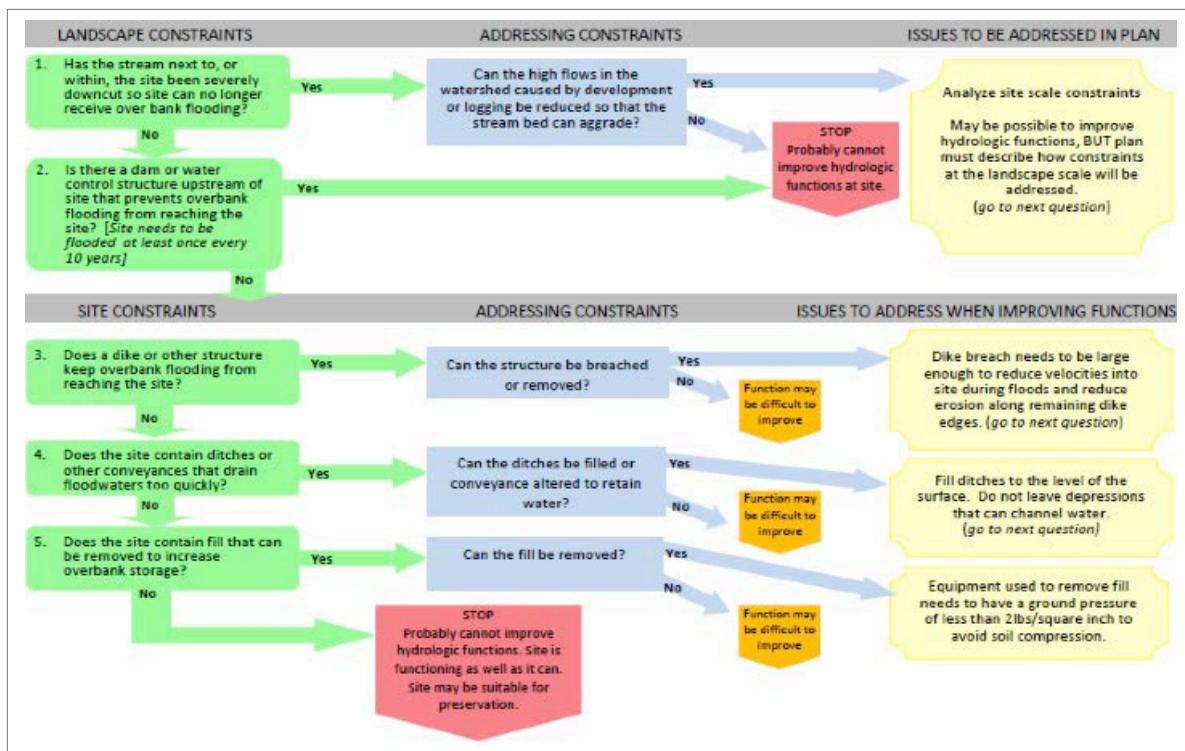 LANDSCAPE CONSTRAINTS
ADDRESSING CONSTRAINTS
ISSUES TO BE ADDRESSED IN PLAN
1. Has the stream next to, or
within, the site been severely
downcut so site can no longer
receive over bank flooding?
Yes
No
Can the high flows in the
watershed caused by development
or logging be reduced so that the
stream bed can aggrade?
Yes
No
STOP
Probably cannot
improve hydrologic
functions at site.
Analyze site scale constraints
May be possible to improve
hydrologic functions, BUT plan
must describe how constraints
at the landscape scale will be
addressed.
(go to next question)
2. Is there a dam or water
control structure upstream of
site that prevents overbank
flooding from reaching the
site? [Site needs to be
flooded at least once every
10 years]
Yes
No
SITE CONSTRAINTS
ADDRESSING CONSTRAINTS
ISSUES TO ADDRESS WHEN IMPROVING FUNCTIONS
3. Does a dike or other structure
keep overbank flooding from
reaching the site?
Yes
No
Can the structure be breached
or removed?
Yes
No
Function may
be difficult to
improve
Dike breach needs to be large
enough to reduce velocities into
site during floods and reduce
erosion along remaining dike
edges. (go to next question)
4. Does the site contain ditches or
other conveyances that drain
floodwaters too quickly?
Yes
No
Can the ditches be filled or
conveyance altered to retain
water?
Yes
No
Function may
be difficult to
improve
Fill ditches to the level of the
surface. Do not leave depressions
that can channel water.
(go to next question)
5. Does the site contain fill that can
be removed to increase
overbank storage?
Yes
No
Can the fill be removed?
Yes
No
Function may
be difficult to
improve
Equipment used to remove fill
needs to have a ground pressure
of less than 2lbs/square inch to
avoid soil compression.
STOP
Probably cannot improve
hydrologic functions. Site is
functioning as well as it can.
Site may be suitable for
preservation.